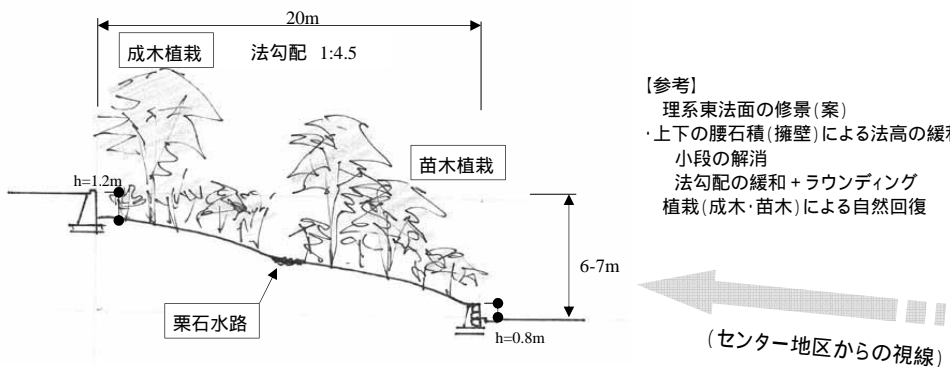 20m
成木植栽
法勾配 1:4.5
【参考】
理系東法面の修景(案)
・上下の腰石積(擁壁)による法高の緩
小段の解消
法勾配の緩和+ラウンディング
植栽(成木・苗木)による自然回復
苗木植栽
h=1.2m
6-7m
栗石水路
h=0.8m
(センター地区からの視線)